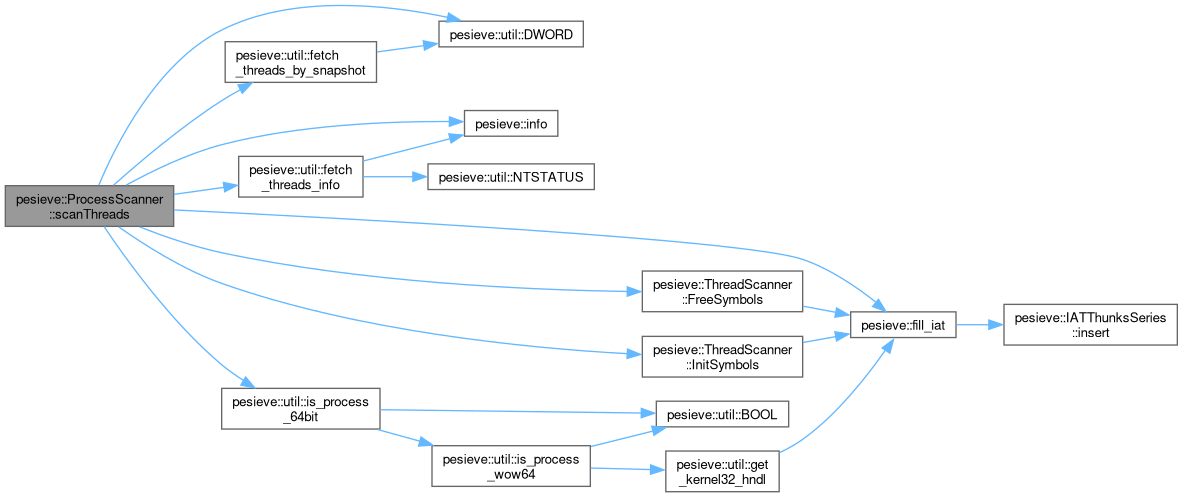 pesieve::util::DWORD
pesieve::util::fetch
_threads_by_snapshot
pesieve::info
pesieve::util::fetch
_threads_info
pesieve::util::NTSTATUS
pesieve::ProcessScanner
::scanThreads
pesieve::ThreadScanner
::FreeSymbols
pesieve::fill_iat
pesieve::IATThunksSeries
::insert
pesieve::ThreadScanner
::InitSymbols
pesieve::util::is_process
_64bit
pesieve::util::BOOL
pesieve::util::is_process
_wow64
pesieve::util::get
_kernel32_hndl